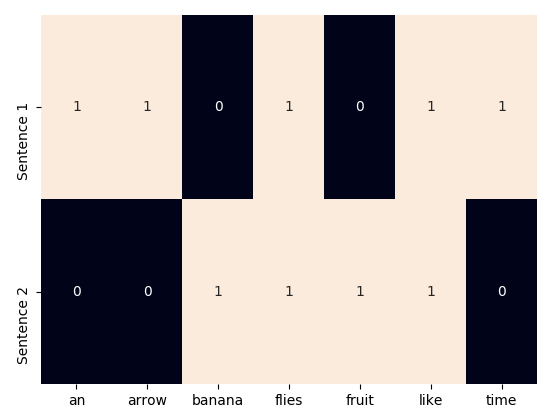 Sentence 1
1 1 0 1 0 1 1
Sentence 2
0 0 1 1 1 1 0
an arrow banana flies fruit like time